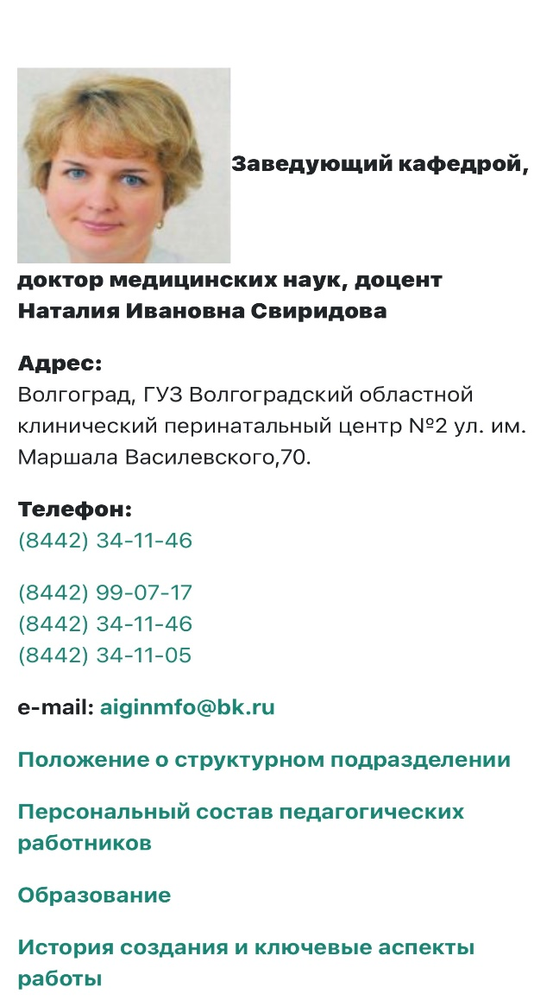 Заведующий кафедрой,
доктор медицинских наук, доцент
Наталия Ивановна Свиридова
Адрес:
Волгоград, ГУЗ Волгоградский областной
клинический перинатальный центр №2 ул. им.
Маршала Василевского,70.
Телефон:
(8442) 34-11-46
(8442) 99-07-17
(8442) 34-11-46
(8442) 34-11-05
e-mail: aiginmfo@bk.ru
Положение о структурном подразделении
Персональный состав педагогических
работников
Образование
История создания и ключевые аспекты
работы